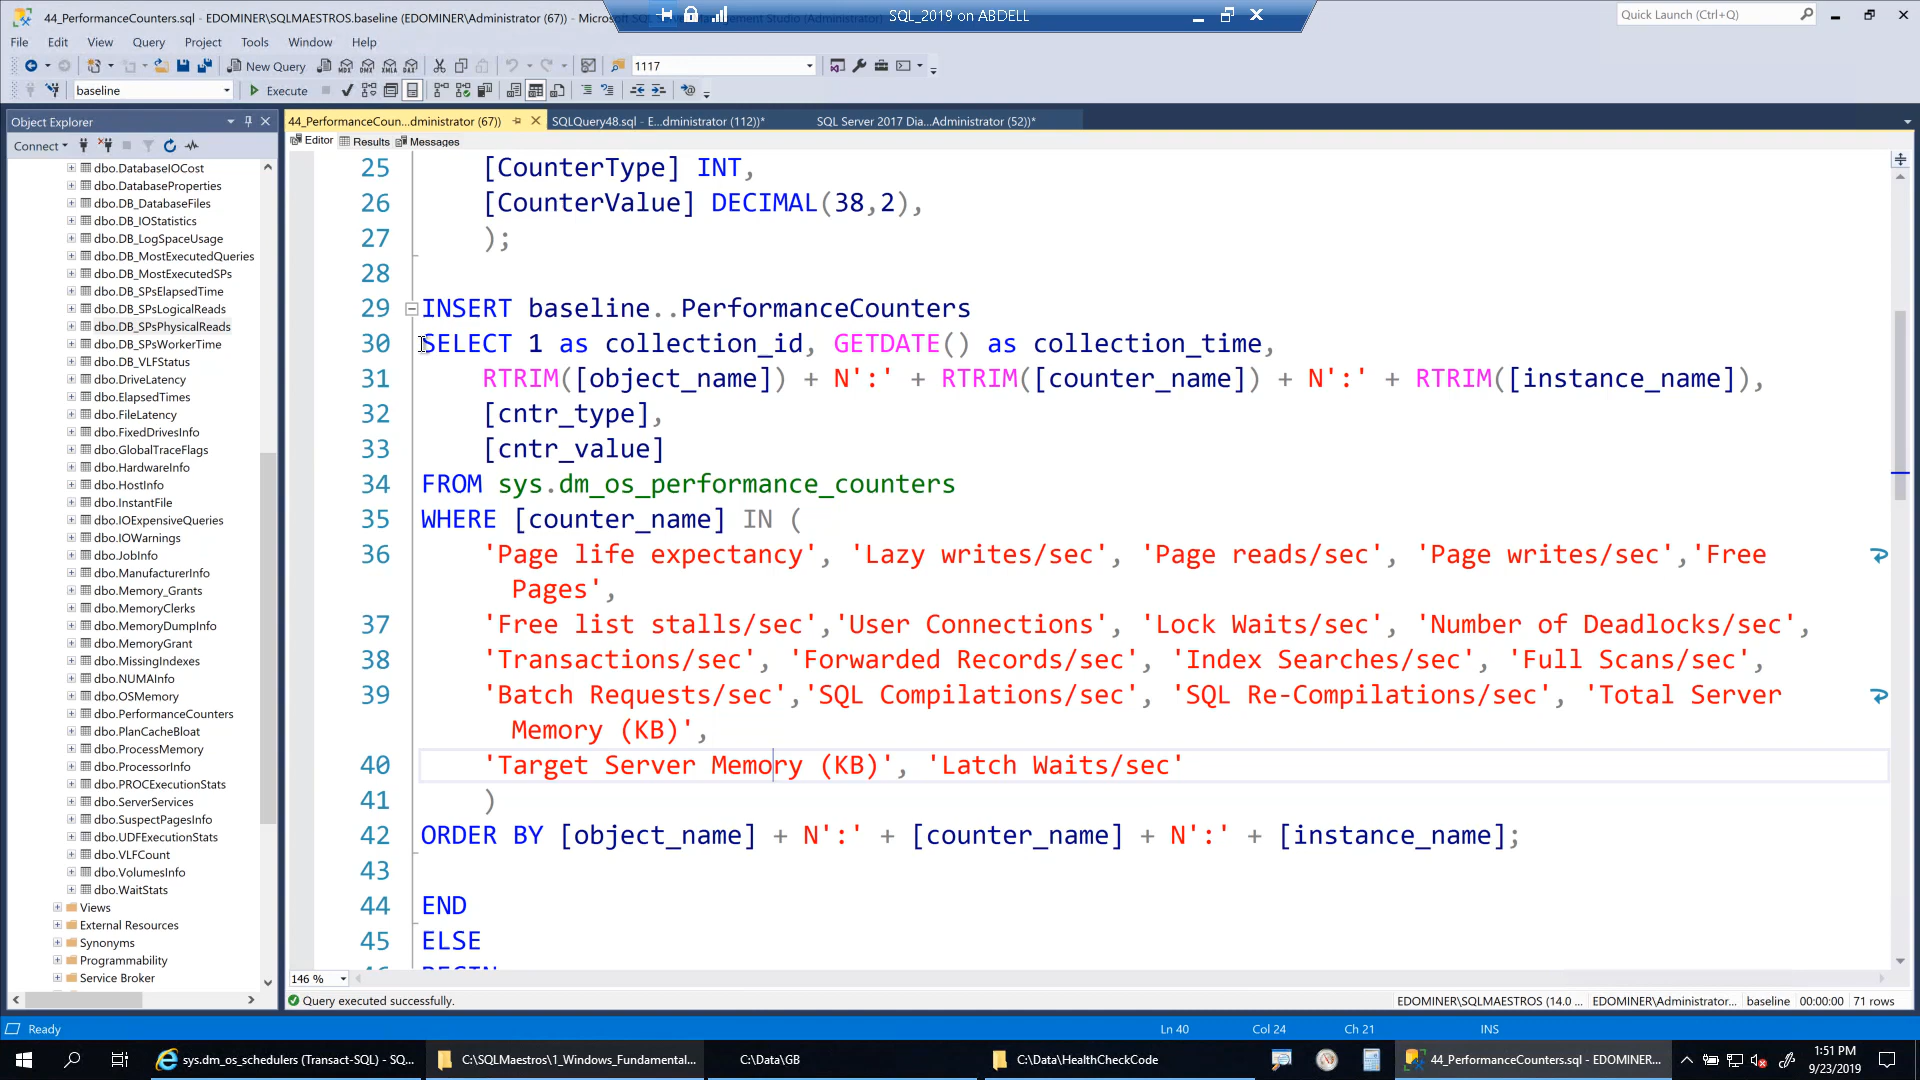 44_PerformanceCounters.sql - EDOMINER\SQLMAESTROS.baseline (EDOMINER\Administrator (67)) - Micros
SQL_2019 on ABDELL
Quick Launch (Ctrl+Q)
File Edit View Query Project Tools Window Help
New Query
1117
baseline
Execute
Object Explorer
44_PerformanceCoun...dministrator (67))
SQLQuery48.sql - E...dministrator (112))*
SQL Server 2017 Dia...Administrator (52))*
Connect
Editor Results Messages
dbo.DatabaseIOCost
dbo.DatabaseProperties
dbo.DB_DatabaseFiles
dbo.DB_IOStatistics
dbo.DB_LogSpaceUsage
dbo.DB_MostExecutedQueries
dbo.DB_MostExecutedSPs
dbo.DB_SPsElapsedTime
dbo.DB_SPsLogicalReads
dbo.DB_SPsPhysicalReads
dbo.DB_SPsWorkerTime
dbo.DB_VLFStatus
dbo.DriveLatency
dbo.ElapsedTimes
dbo.FileLatency
dbo.FixedDrivesInfo
dbo.GlobalTraceFlags
dbo.HardwareInfo
dbo.HostInfo
dbo.InstantFile
dbo.IOExpensiveQueries
dbo.IOWarnings
dbo.JobInfo
dbo.ManufacturerInfo
dbo.Memory_Grants
dbo.MemoryClerks
dbo.MemoryDumpInfo
dbo.MemoryGrant
dbo.MissingIndexes
dbo.NUMAInfo
dbo.OSMemory
dbo.PerformanceCounters
dbo.PlanCacheBloat
dbo.ProcessMemory
dbo.ProcessorInfo
dbo.PROCExecutionStats
dbo.ServerServices
dbo.SuspectPagesInfo
dbo.UDFExecutionStats
dbo.VLFCount
dbo.VolumesInfo
dbo.WaitStats
Views
External Resources
Synonyms
Programmability
Service Broker
25 [CounterType] INT,
26 [CounterValue] DECIMAL(38,2),
27 );
28
29 INSERT baseline..PerformanceCounters
30 SELECT 1 as collection_id, GETDATE() as collection_time,
31 RTRIM([object_name]) + N':' + RTRIM([counter_name]) + N':' + RTRIM([instance_name]),
32 [cntr_type],
33 [cntr_value]
34 FROM sys.dm_os_performance_counters
35 WHERE [counter_name] IN (
36 'Page life expectancy', 'Lazy writes/sec', 'Page reads/sec', 'Page writes/sec','Free
Pages',
37 'Free list stalls/sec','User Connections', 'Lock Waits/sec', 'Number of Deadlocks/sec',
38 'Transactions/sec', 'Forwarded Records/sec', 'Index Searches/sec', 'Full Scans/sec',
39 'Batch Requests/sec','SQL Compilations/sec', 'SQL Re-Compilations/sec', 'Total Server
Memory (KB)',
40 'Target Server Memory (KB)', 'Latch Waits/sec'
41 )
42 ORDER BY [object_name] + N':' + [counter_name] + N':' + [instance_name];
43
44 END
45 ELSE
46 BEGIN
146 %
Query executed successfully.
EDOMINER\SQLMAESTROS (14.0 ... EDOMINER\Administrator... baseline 00:00:00 71 rows
Ready
Ln 40 Col 24 Ch 21 INS
sys.dm_os_schedulers (Transact-SQL) - SQ...
C:\SQLMaestros\1_Windows_Fundamental...
C:\Data\GB
C:\Data\HealthCheckCode
44_PerformanceCounters.sql - EDOMINER...
1:51 PM
9/23/2019